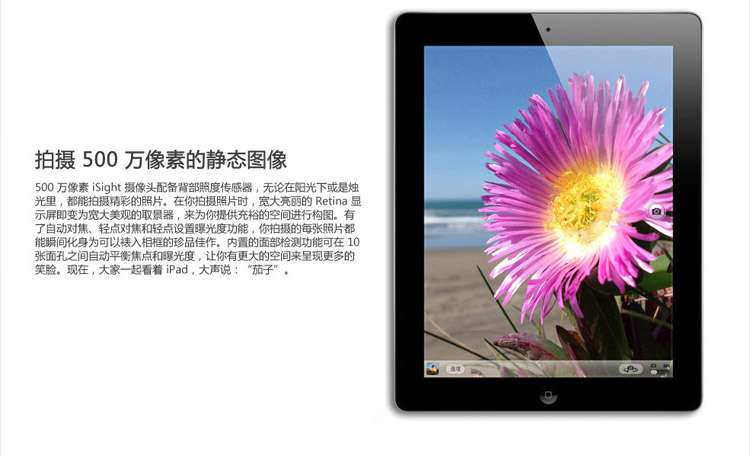 拍摄 500 万像素的静态图像
500 万像素 iSight 摄像头配备背部照度传感器，无论在阳光下或是烛
光里，都能拍摄精彩的照片。在你拍摄照片时，宽大亮丽的 Retina 显
示屏即变为宽大美观的取景器，来为你提供充裕的空间进行构图。有
了自动对焦、轻点对焦和轻点设置曝光度功能，你拍摄的每张照片都
能瞬间化身为可以裱入相框的珍品佳作。内置的面部检测功能可在 10
张面孔之间自动平衡焦点和曝光度，让你有更大的空间来呈现更多的
笑脸。现在，大家一起看着 iPad，大声说：“茄子”。
选项